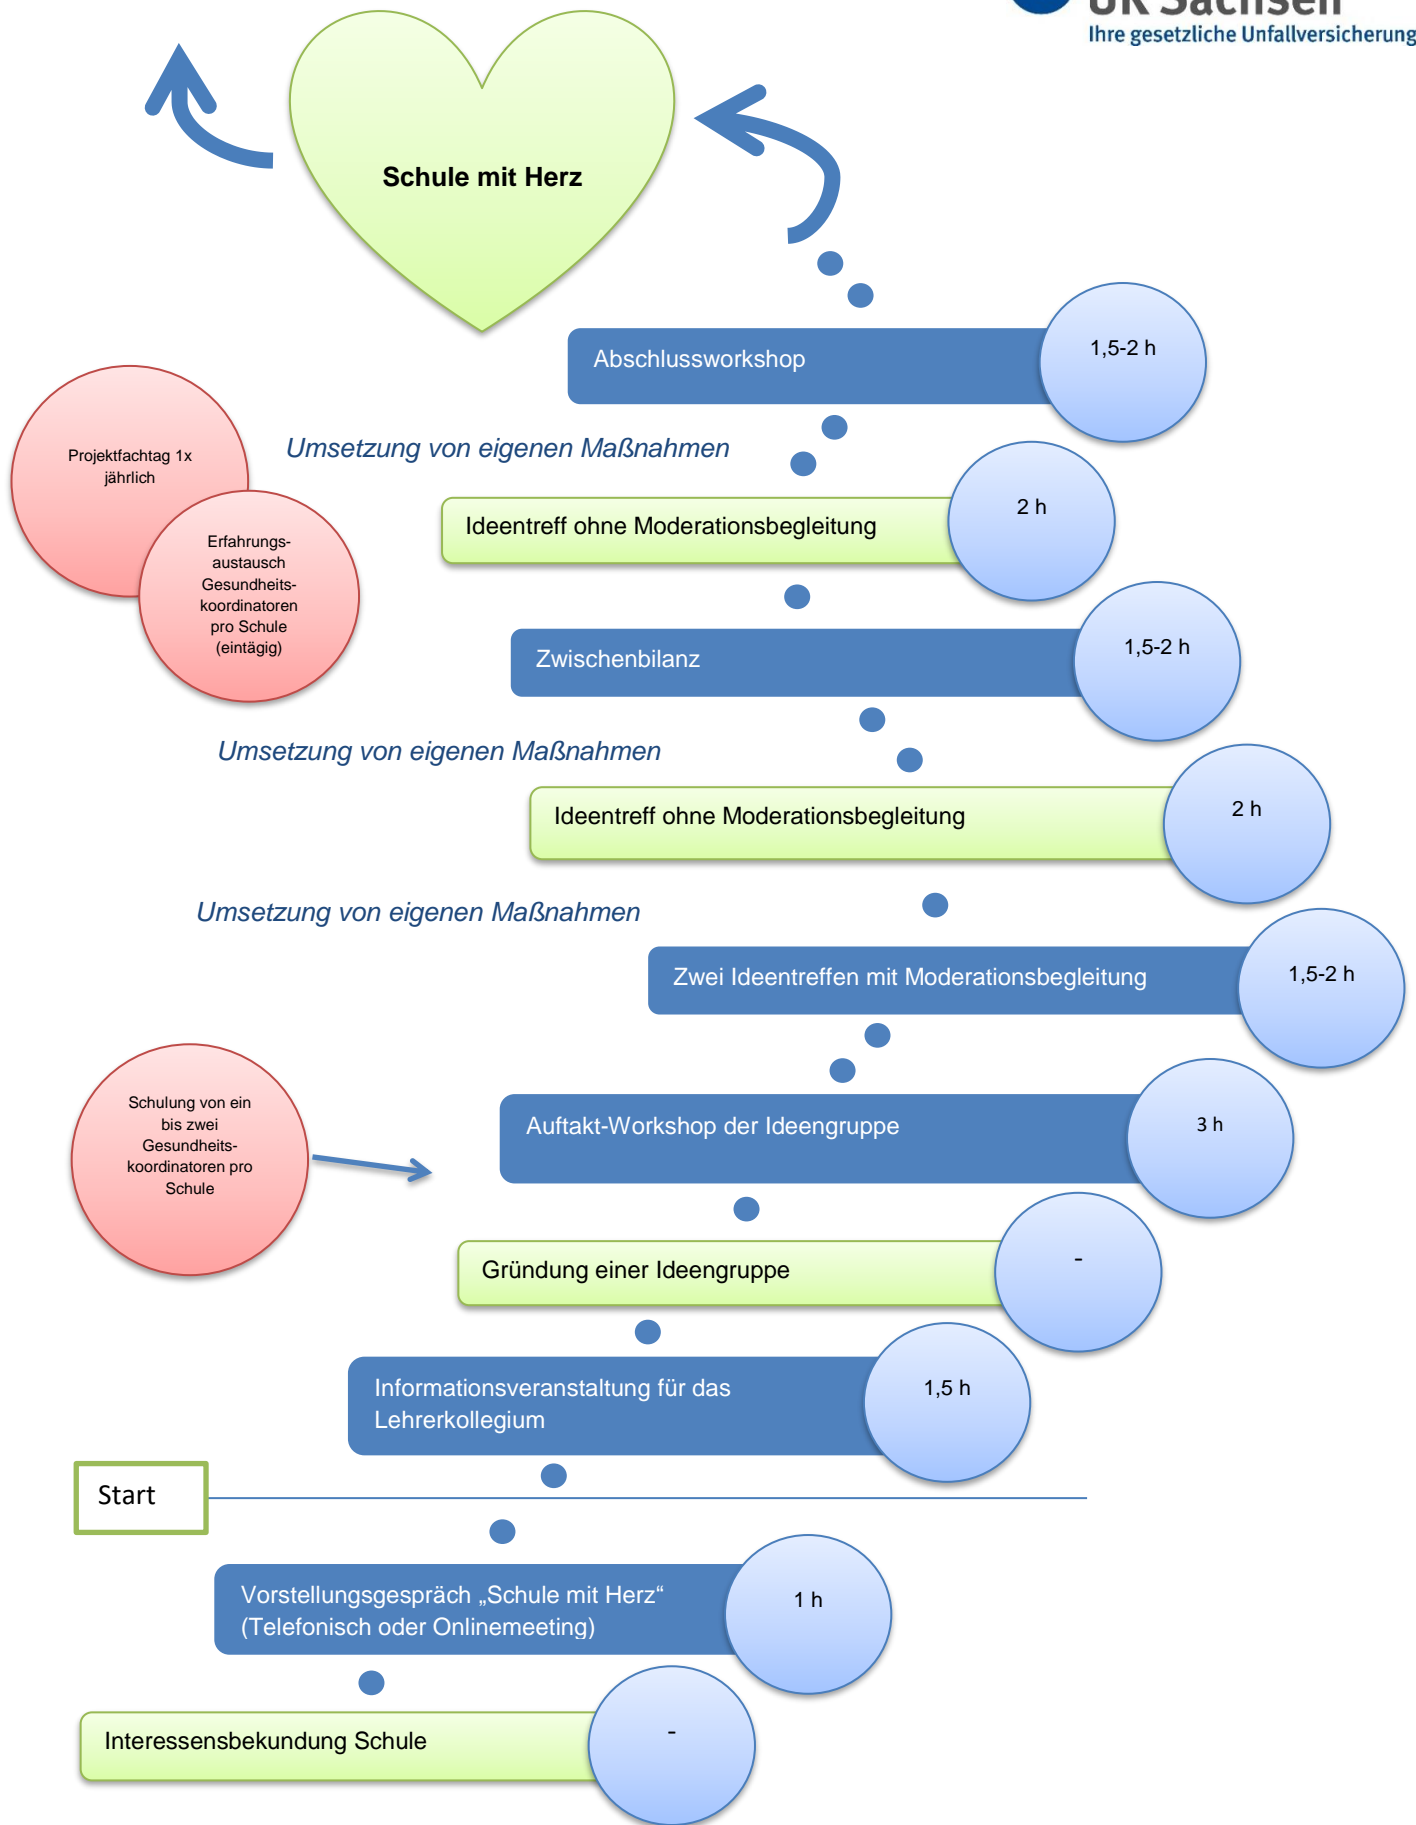 UK Sachsen
Ihre gesetzliche Unfallversicherung
Schule mit Herz
Abschlussworkshop
1,5-2 h
Projektfachtag 1x
jährlich
Umsetzung von eigenen Maßnahmen
Ideentreff ohne Moderationsbegleitung
2 h
Erfahrungs-
austausch
Gesundheits-
koordinatoren
pro Schule
(eintägig)
Zwischenbilanz
1,5-2 h
Umsetzung von eigenen Maßnahmen
Ideentreff ohne Moderationsbegleitung
2 h
Umsetzung von eigenen Maßnahmen
Zwei Ideentreffen mit Moderationsbegleitung
1,5-2 h
Schulung von ein
bis zwei
Gesundheits-
koordinatoren pro
Schule
Auftakt-Workshop der Ideengruppe
3 h
Gründung einer Ideengruppe
-
Informationsveranstaltung für das
Lehrerkollegium
1,5 h
Start
Vorstellungsgespräch „Schule mit Herz“
(Telefonisch oder Onlinemeeting)
1 h
Interessensbekundung Schule
-